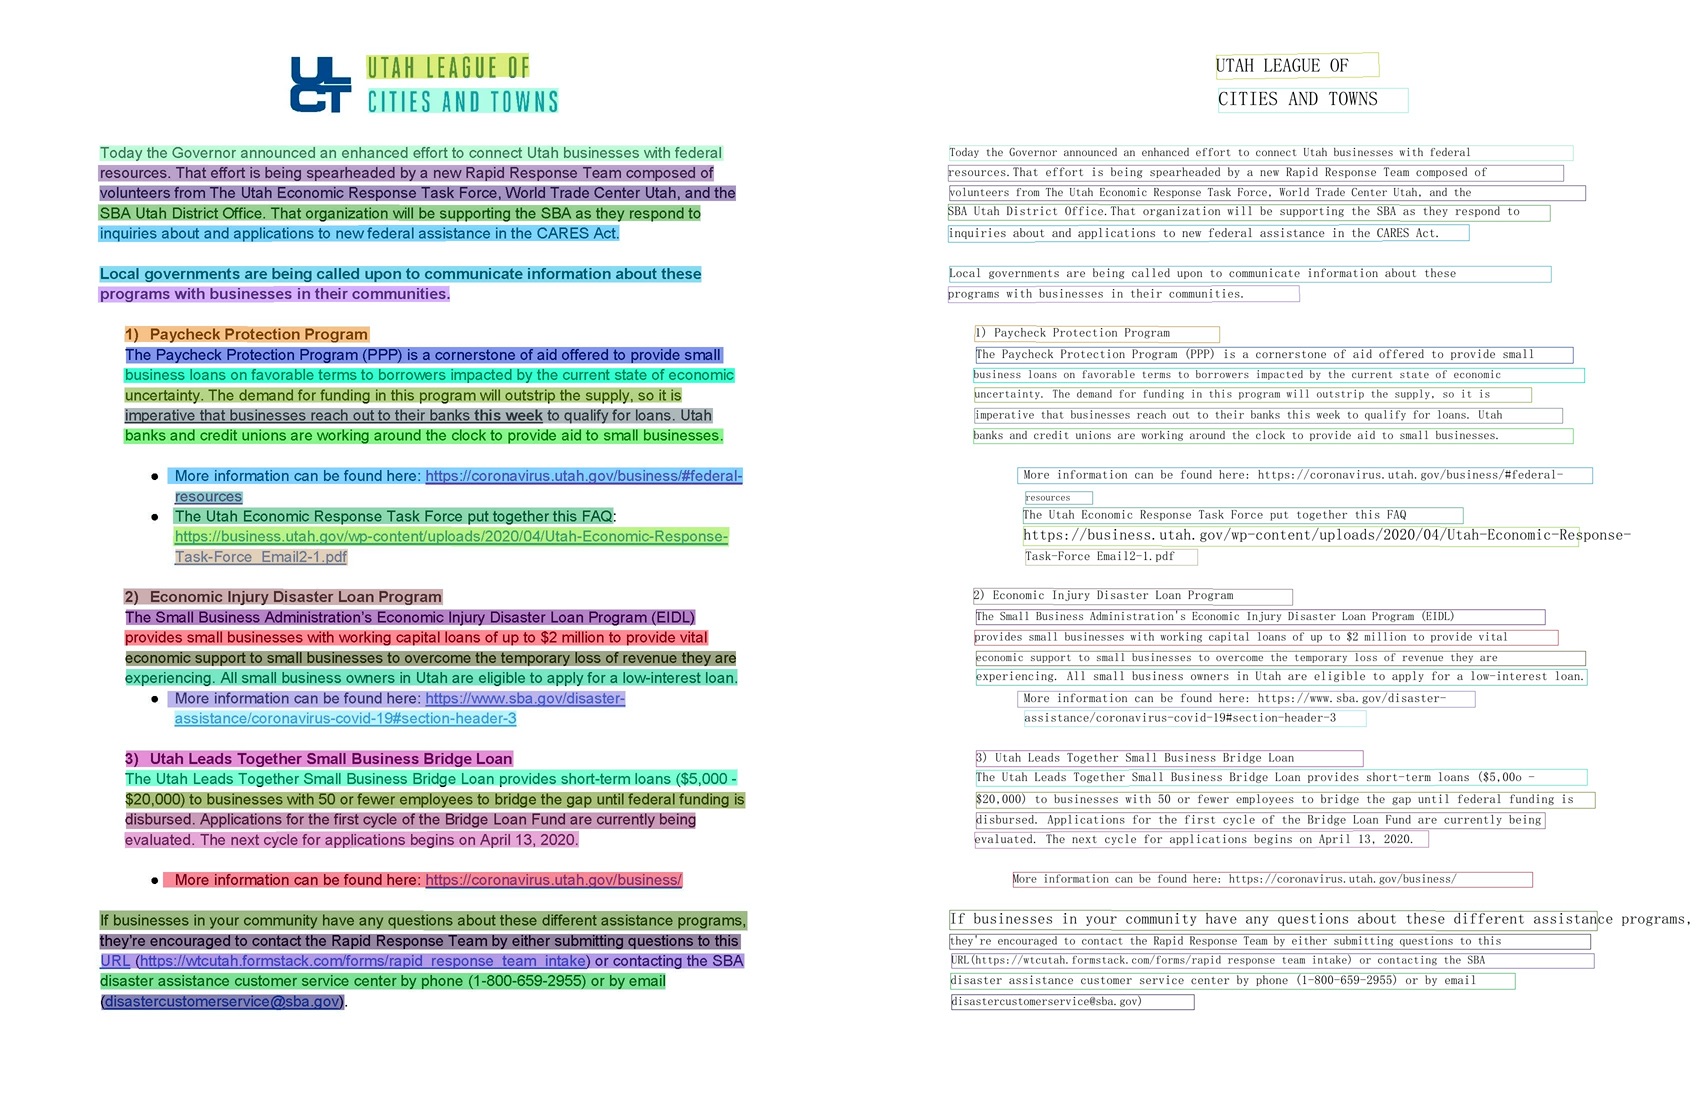 ULCT
UTAH LEAGUE OF
CITIES AND TOWNS
Today the Governor announced an enhanced effort to connect Utah businesses with federal
resources. That effort is being spearheaded by a new Rapid Response Team composed of
volunteers from The Utah Economic Response Task Force, World Trade Center Utah, and the
SBA Utah District Office. That organization will be supporting the SBA as they respond to
inquiries about and applications to new federal assistance in the CARES Act.
Local governments are being called upon to communicate information about these
programs with businesses in their communities.
1) Paycheck Protection Program
The Paycheck Protection Program (PPP) is a cornerstone of aid offered to provide small
business loans on favorable terms to borrowers impacted by the current state of economic
uncertainty. The demand for funding in this program will outstrip the supply, so it is
imperative that businesses reach out to their banks this week to qualify for loans. Utah
banks and credit unions are working around the clock to provide aid to small businesses.
● More information can be found here: https://coronavirus.utah.gov/business/#federal-
resources
● The Utah Economic Response Task Force put together this FAQ:
https://business.utah.gov/wp-content/uploads/2020/04/Utah-Economic-Response-
Task-Force_Email2-1.pdf
2) Economic Injury Disaster Loan Program
The Small Business Administration's Economic Injury Disaster Loan Program (EIDL)
provides small businesses with working capital loans of up to $2 million to provide vital
economic support to small businesses to overcome the temporary loss of revenue they are
experiencing. All small business owners in Utah are eligible to apply for a low-interest loan.
● More information can be found here: https://www.sba.gov/disaster-
assistance/coronavirus-covid-19#section-header-3
3) Utah Leads Together Small Business Bridge Loan
The Utah Leads Together Small Business Bridge Loan provides short-term loans ($5,000 -
$20,000) to businesses with 50 or fewer employees to bridge the gap until federal funding is
disbursed. Applications for the first cycle of the Bridge Loan Fund are currently being
evaluated. The next cycle for applications begins on April 13, 2020.
● More information can be found here: https://coronavirus.utah.gov/business/
If businesses in your community have any questions about these different assistance programs,
they're encouraged to contact the Rapid Response Team by either submitting questions to this
URL (https://wtcutah.formstack.com/forms/rapid_response_team_intake) or contacting the SBA
disaster assistance customer service center by phone (1-800-659-2955) or by email
(disastercustomerservice@sba.gov).
UTAH LEAGUE OF
CITIES AND TOWNS
Today the Governor announced an enhanced effort to connect Utah businesses with federal
resources.That effort is being spearheaded by a new Rapid Response Team composed of
volunteers from The Utah Economic Response Task Force, World Trade Center Utah, and the
SBA Utah District Office.That organization will be supporting the SBA as they respond to
inquiries about and applications to new federal assistance in the CARES Act.
Local governments are being called upon to communicate information about these
programs with businesses in their communities.
1) Paycheck Protection Program
The Paycheck Protection Program (PPP) is a cornerstone of aid offered to provide small
business loans on favorable terms to borrowers impacted by the current state of economic
uncertainty. The demand for funding in this program will outstrip the supply, so it is
imperative that businesses reach out to their banks this week to qualify for loans. Utah
banks and credit unions are working around the clock to provide aid to small businesses.
More information can be found here: https://coronavirus.utah.gov/business/#federal-
resources
The Utah Economic Response Task Force put together this FAQ
https://business.utah.gov/wp-content/uploads/2020/04/Utah-Economic-Response-
Task-Force Email2-1.pdf
2) Economic Injury Disaster Loan Program
The Small Business Administration's Economic Injury Disaster Loan Program (EIDL)
provides small businesses with working capital loans of up to $2 million to provide vital
economic support to small businesses to overcome the temporary loss of revenue they are
experiencing. All small business owners in Utah are eligible to apply for a low-interest loan.
More information can be found here: https://www.sba.gov/disaster-
assistance/coronavirus-covid-19#section-header-3
3) Utah Leads Together Small Business Bridge Loan
The Utah Leads Together Small Business Bridge Loan provides short-term loans ($5,00o -
$20,000) to businesses with 50 or fewer employees to bridge the gap until federal funding is
disbursed. Applications for the first cycle of the Bridge Loan Fund are currently being
evaluated. The next cycle for applications begins on April 13, 2020.
More information can be found here: https://coronavirus.utah.gov/business/
If businesses in your community have any questions about these different assistance programs,
they're encouraged to contact the Rapid Response Team by either submitting questions to this
URL(https://wtcutah.formstack.com/forms/rapid response team intake) or contacting the SBA
disaster assistance customer service center by phone (1-800-659-2955) or by email
disastercustomerservice@sba.gov)